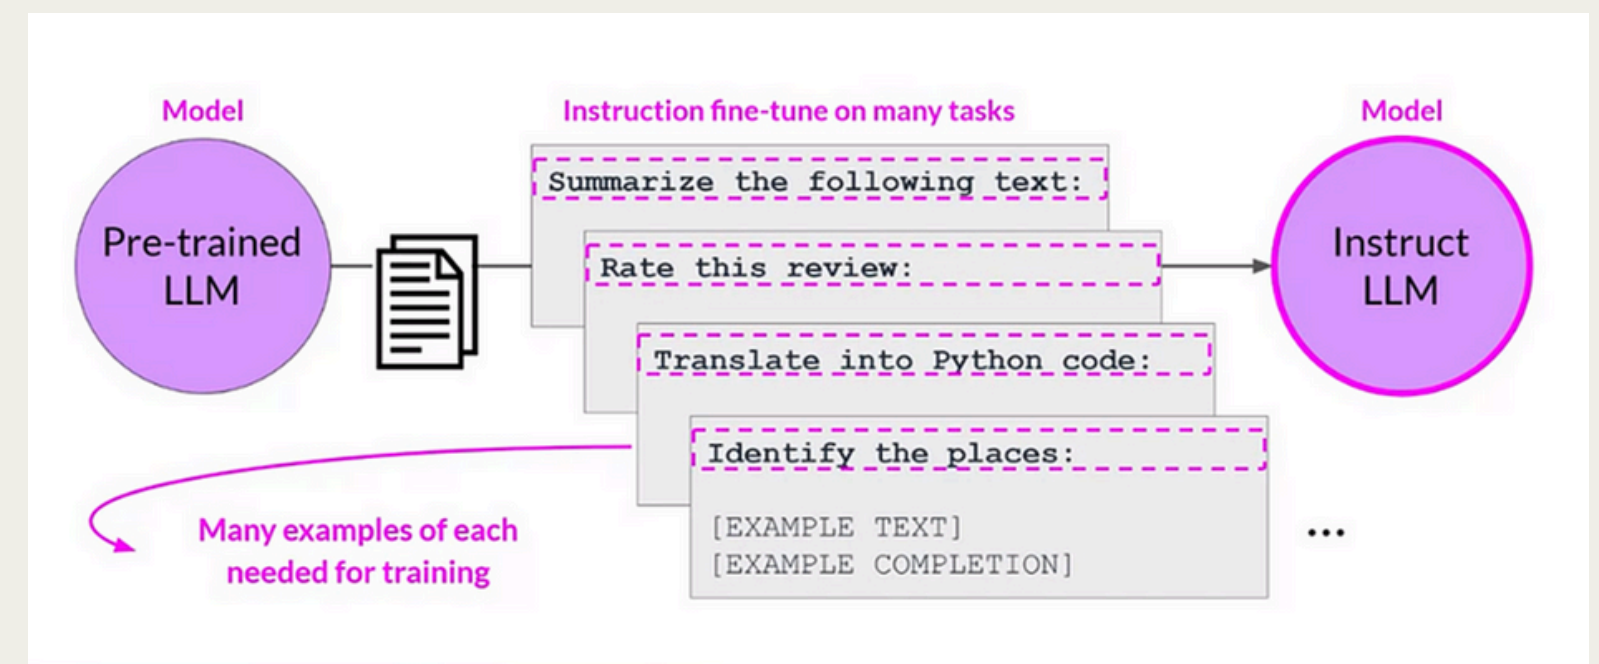 Model
Instruction fine-tune on many tasks
Model
Pre-trained
LLM
Summarize the following text:
Rate this review:
Translate into Python code:
Identify the places:
[EXAMPLE TEXT]
[EXAMPLE COMPLETION]
...
Instruct
LLM
Many examples of each
needed for training